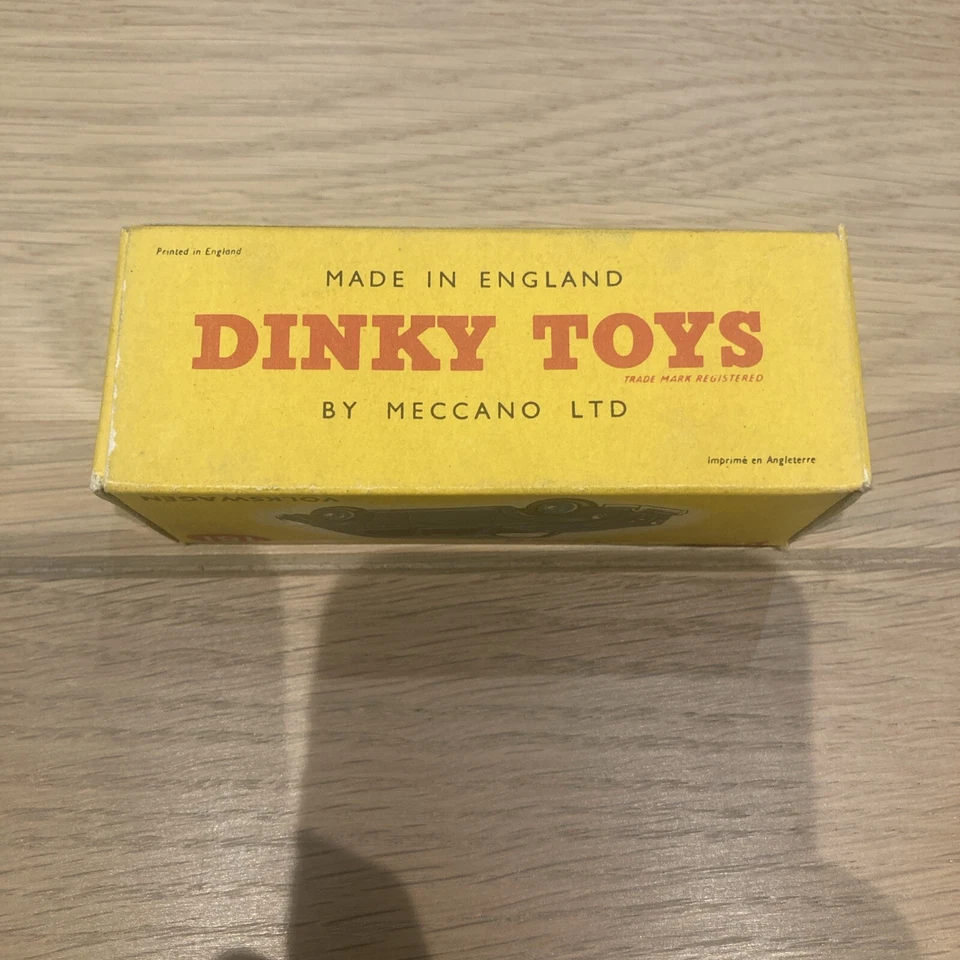 Printed in England
MADE IN ENGLAND
DINKY TOYS
TRADE MARK REGISTERED
BY MECCANO LTD
Imprimé en Angleterre
VOLKSWAGEN